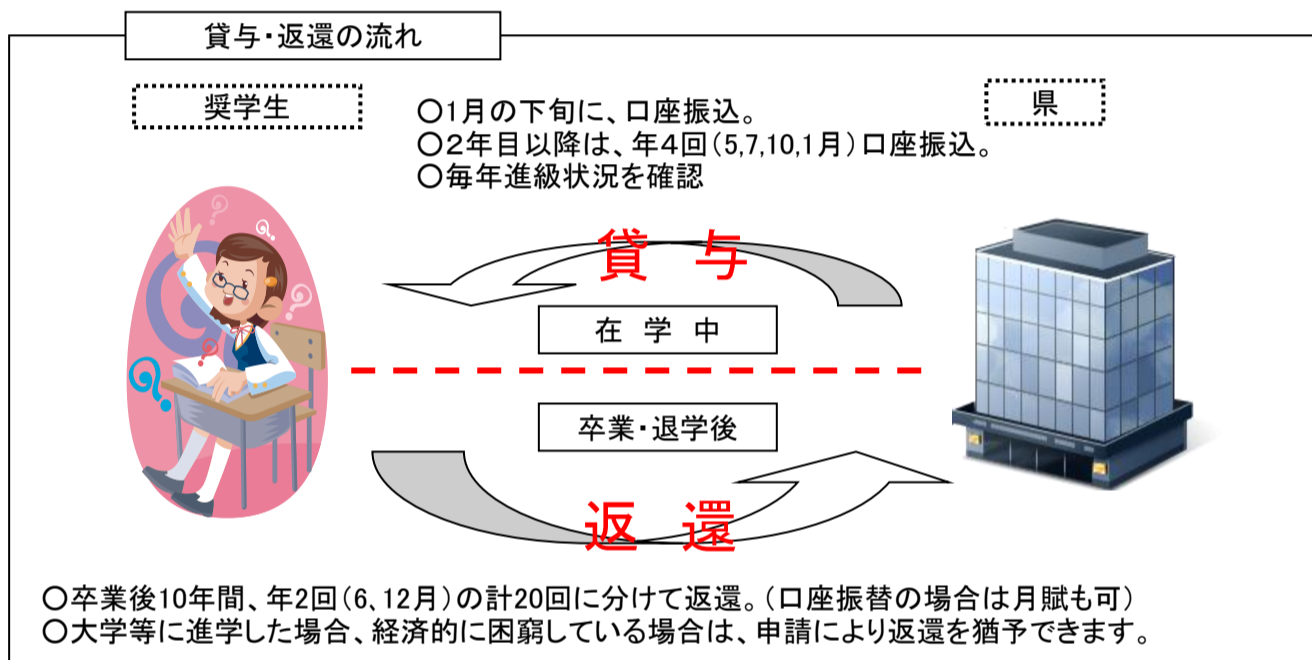 貸与・返還の流れ
奨学生
県
○1月の下旬に、口座振込。
○2年目以降は、年4回(5,7,10,1月)口座振込。
○毎年進級状況を確認
貸 与
在 学 中
卒業・退学後
返 還
○卒業後10年間、年2回(6、12月)の計20回に分けて返還。(口座振替の場合は月賦も可)
○大学等に進学した場合、経済的に困窮している場合は、申請により返還を猶予できます。